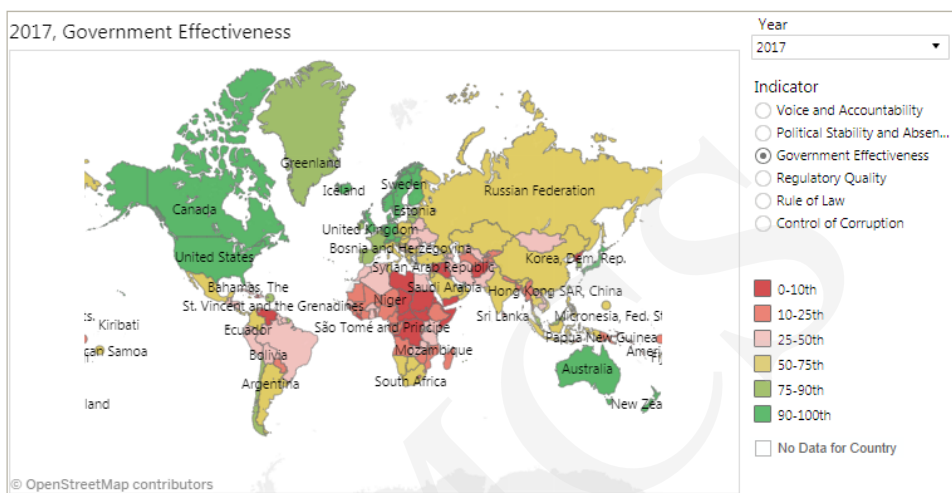 2017, Government Effectiveness
Year
2017
Indicator
Voice and Accountability
Political Stability and Absen...
Government Effectiveness
Regulatory Quality
Rule of Law
Control of Corruption
Greenland
Iceland
Sweden
Russian Federation
Canada
Estonia
United Kingdom
Bosnia and Herzegovina
United States
Korea, Dem. Rep.
Syrian Arab Republic
Bahamas, The
Saudi Arabia
Hong Kong SAR, China
St. Vincent and the Grenadines
Niger
Sri Lanka
Micronesia, Fed. St
Kiribati
Ecuador
São Tomé and Príncipe
Papua New Guinea
can Samoa
Bolivia
Mozambique
Ameri
Argentina
South Africa
Australia
land
New Zea
0-10th
10-25th
25-50th
50-75th
75-90th
90-100th
No Data for Country
© OpenStreetMap contributors